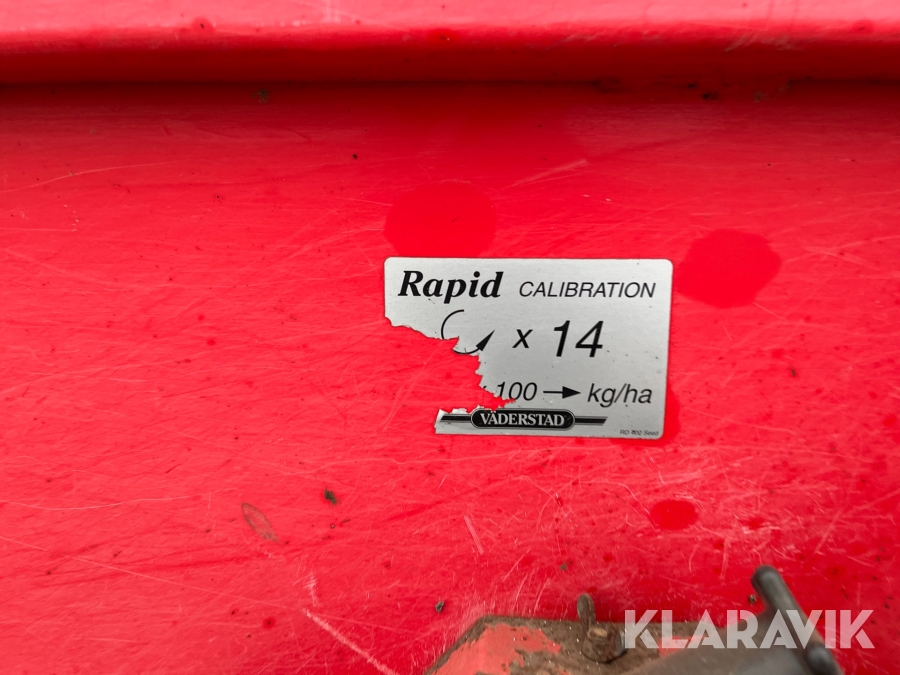 Rapid CALIBRATION
x 14
100 → kg/ha
VÄDERSTAD
KLARAVIK